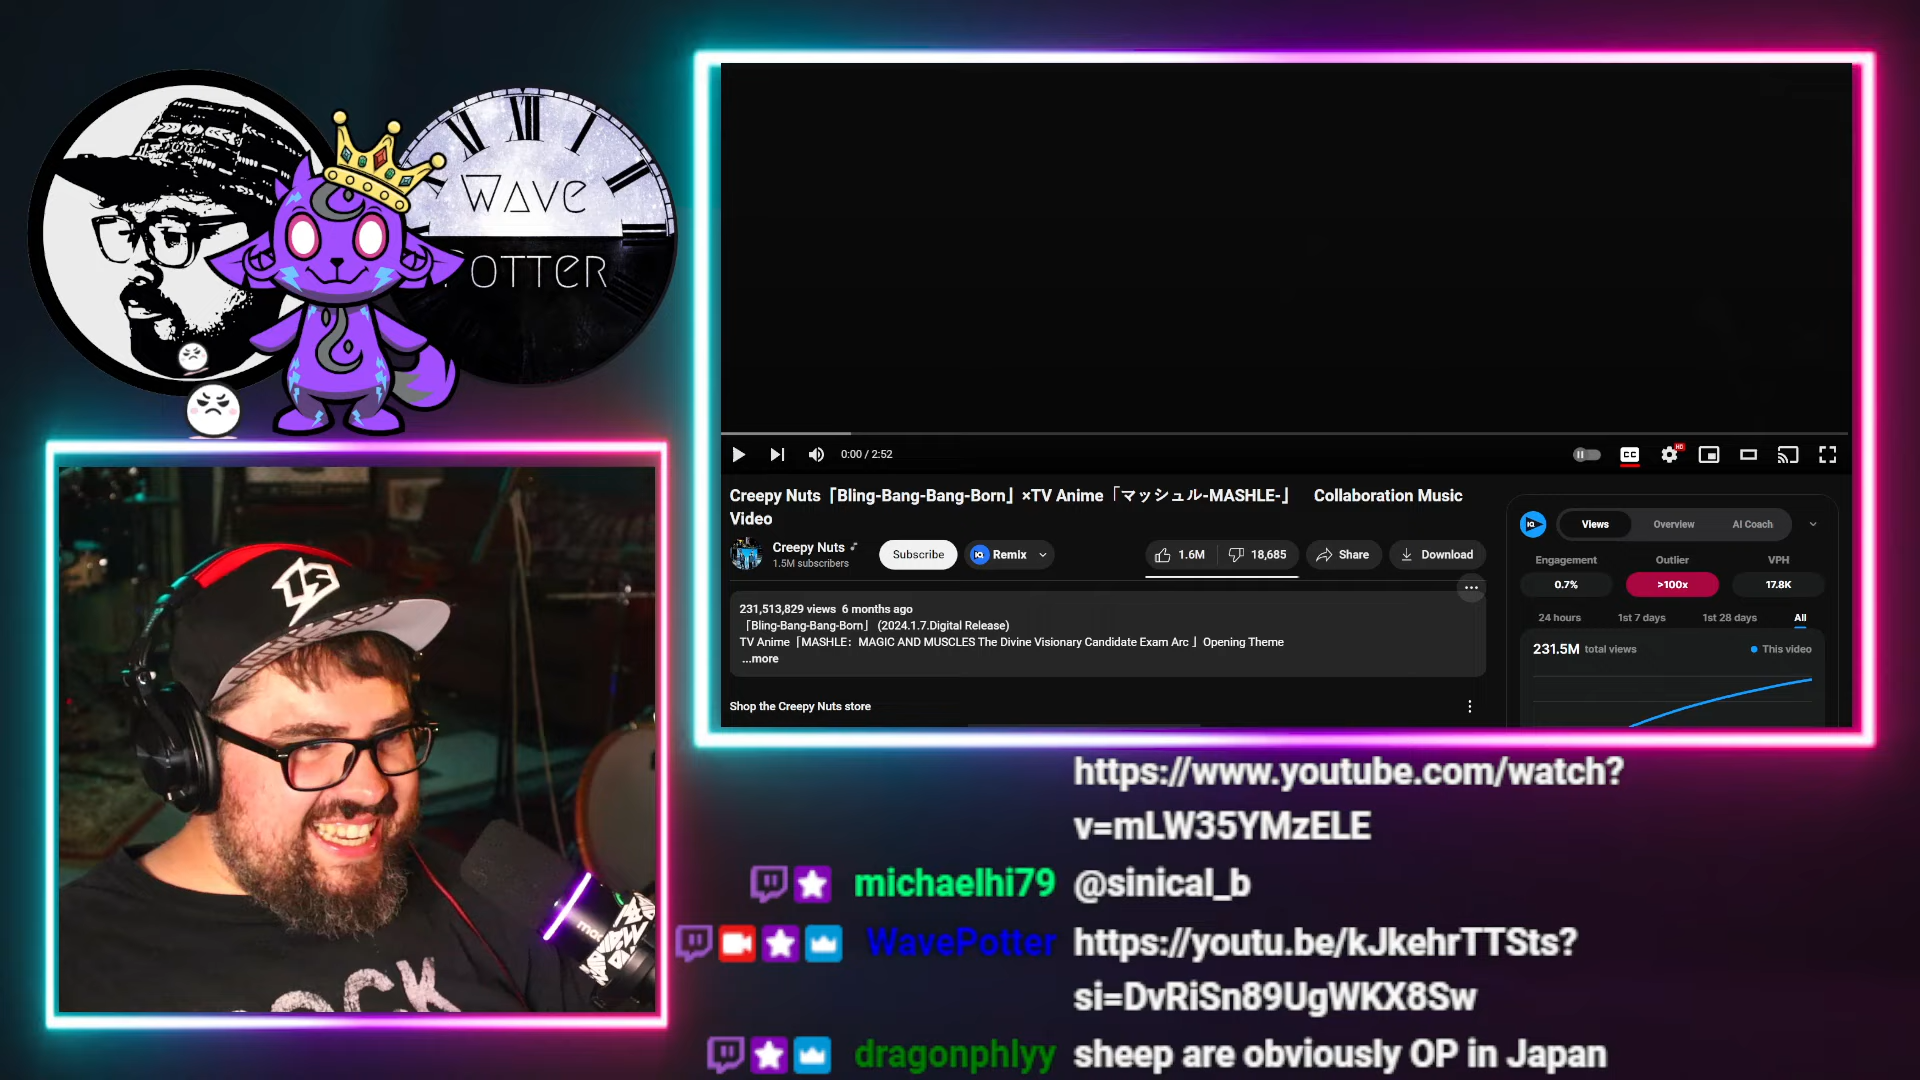 WAVE
OTTER
0:00 / 2:52
CC
HD
Creepy Nuts「Bling-Bang-Bang-Born」×TV Anime「マッシュル-MASHLE-」 Collaboration Music
Video
Creepy Nuts
1.5M subscribers
Subscribe
IQ
Remix
1.6M
18,685
Share
Download
231,513,829 views 6 months ago
「Bling-Bang-Bang-Born」 (2024.1.7.Digital Release)
TV Anime「MASHLE: MAGIC AND MUSCLES The Divine Visionary Candidate Exam Arc 」Opening Theme
...more
Shop the Creepy Nuts store
IQ
Views
Overview
AI Coach
Engagement
Outlier
VPH
0.7%
>100x
17.8K
24 hours
1st 7 days
1st 28 days
All
231.5M total views
This video
https://www.youtube.com/watch?
v=mLW35YMzELE
michaelhi79 @sinical_b
WavePotter https://youtu.be/kJkehrTTSts?
si=DvRiSn89UgWKX8Sw
dragonphlyy sheep are obviously OP in Japan